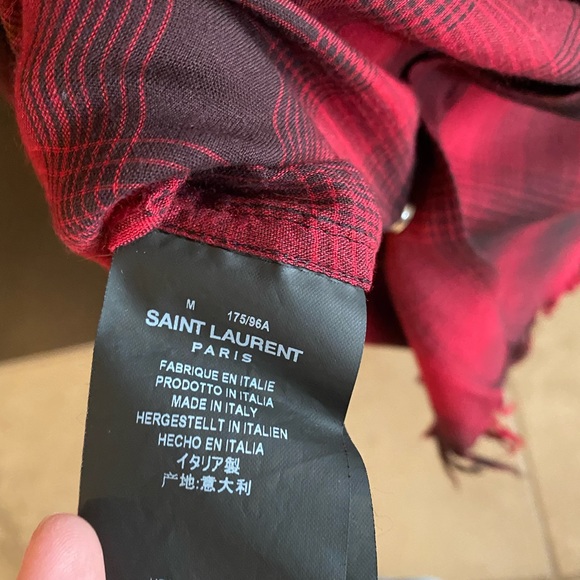 M 175/96A
SAINT LAURENT
PARIS
FABRIQUE EN ITALIE
PRODOTTO IN ITALIA
MADE IN ITALY
HERGESTELLT IN ITALIEN
HECHO EN ITALIA
イタリア製
产地:意大利